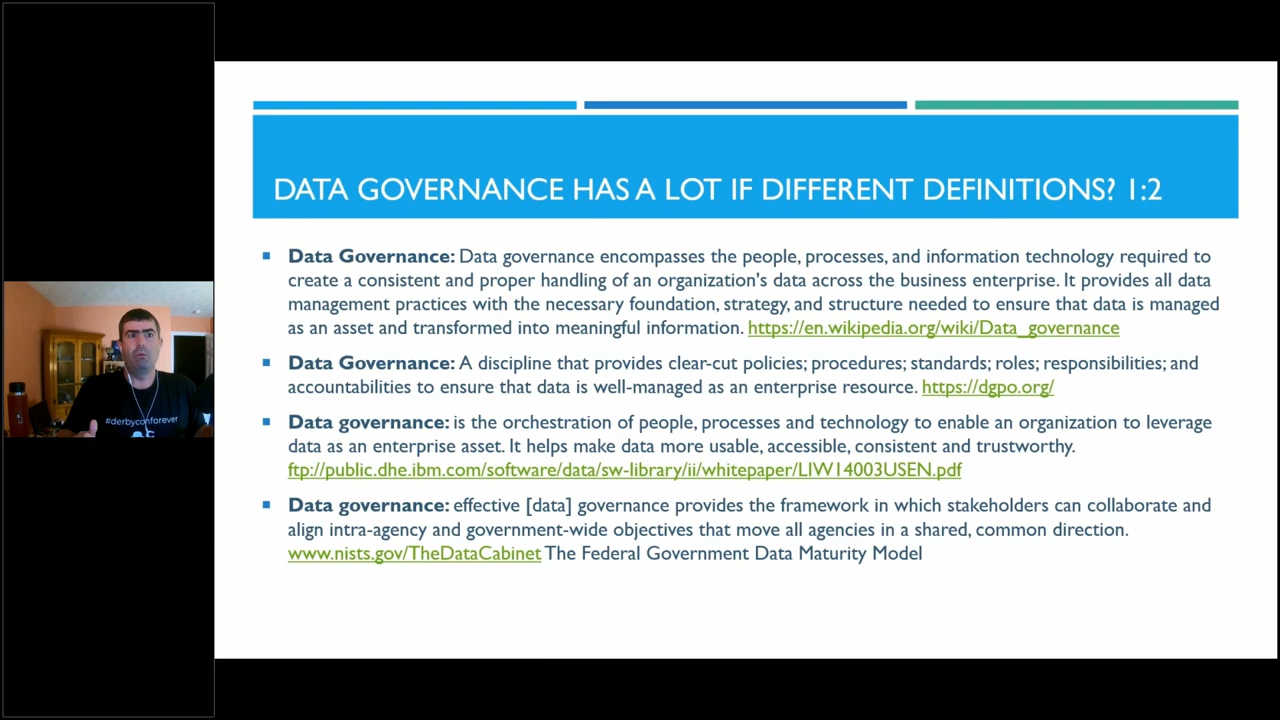 DATA GOVERNANCE HAS A LOT IF DIFFERENT DEFINITIONS? 1:2
Data Governance: Data governance encompasses the people, processes, and information technology required to
create a consistent and proper handling of an organization's data across the business enterprise. It provides all data
management practices with the necessary foundation, strategy, and structure needed to ensure that data is managed
as an asset and transformed into meaningful information. https://en.wikipedia.org/wiki/Data_governance
Data Governance: A discipline that provides clear-cut policies; procedures; standards; roles; responsibilities; and
accountabilities to ensure that data is well-managed as an enterprise resource. https://dgpo.org/
Data governance: is the orchestration of people, processes and technology to enable an organization to leverage
data as an enterprise asset. It helps make data more usable, accessible, consistent and trustworthy.
ftp://public.dhe.ibm.com/software/data/sw-library/ii/whitepaper/LIW14003USEN.pdf
Data governance: effective [data] governance provides the framework in which stakeholders can collaborate and
align intra-agency and government-wide objectives that move all agencies in a shared, common direction.
www.nists.gov/TheDataCabinet The Federal Government Data Maturity Model
#derbyconforever